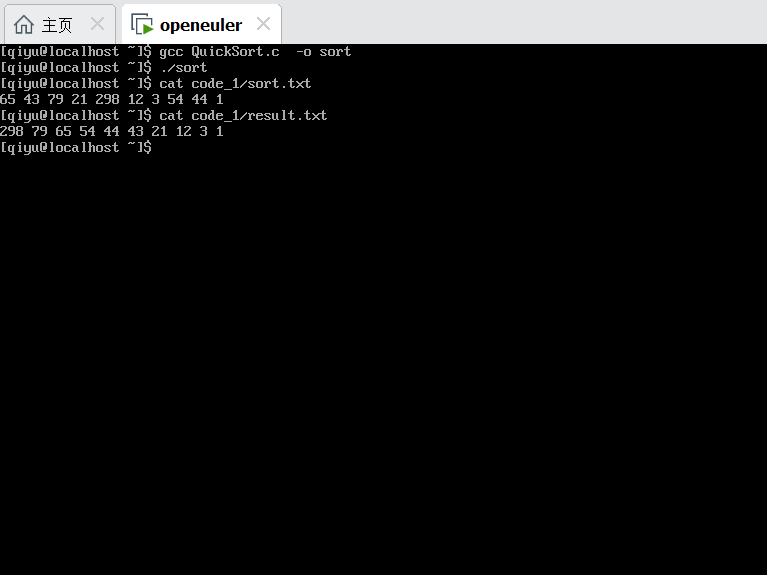 主页
openeuler
[qiyu@localhost ~]$ gcc QuickSort.c  -o sort
[qiyu@localhost ~]$ ./sort
[qiyu@localhost ~]$ cat code_1/sort.txt
65 43 79 21 298 12 3 54 44 1
[qiyu@localhost ~]$ cat code_1/result.txt
298 79 65 54 44 43 21 12 3 1
[qiyu@localhost ~]$